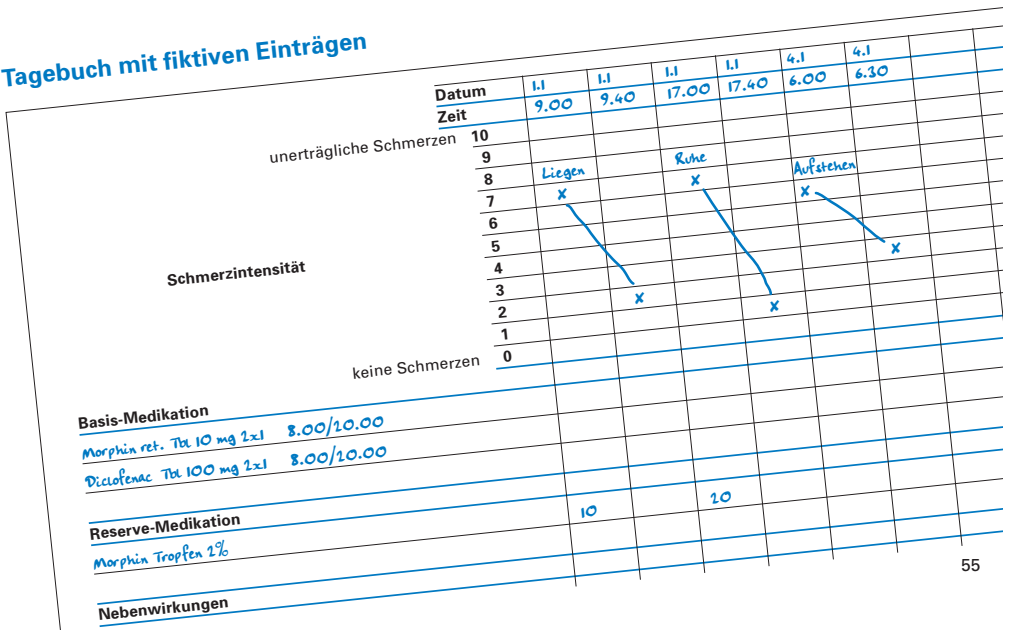 Tagebuch mit fiktiven Einträgen
Datum 1.1 1.1 1.1 1.1 4.1 4.1
Zeit 9.00 9.40 17.00 17.40 6.00 6.30
unerträgliche Schmerzen 10
9
8 Liegen Ruhe Aufstehen
7 x x x
6
5 x
Schmerzintensität
4
3 x
2 x
1
keine Schmerzen 0
Basis-Medikation
Morphin ret. Tbl 10 mg 2x1 8.00/20.00
Diclofenac Tbl 100 mg 2x1 8.00/20.00
Reserve-Medikation
Morphin Tropfen 2% 10 20
Nebenwirkungen
55